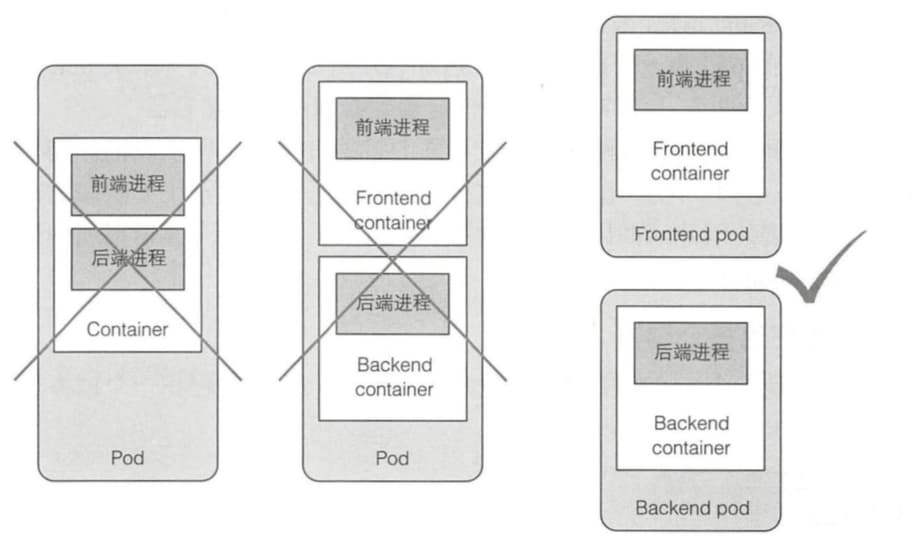 前端进程
后端进程
Container
Pod
前端进程
Frontend
container
后端进程
Backend
container
Pod
前端进程
Frontend
container
Frontend pod
后端进程
Backend
container
Backend pod